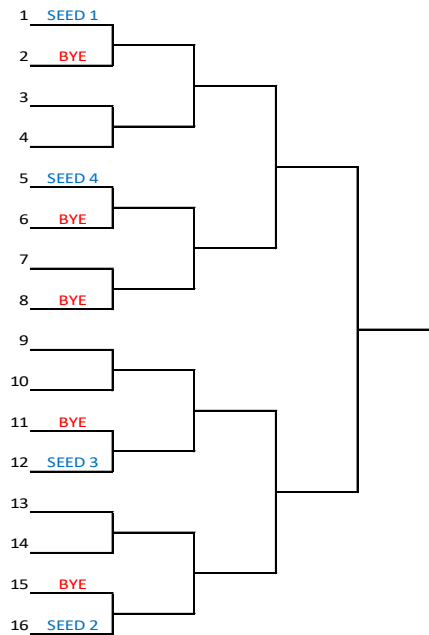 1 SEED 1
2 BYE
3
4
5 SEED 4
6 BYE
7
8 BYE
9
10
11 BYE
12 SEED 3
13
14
15 BYE
16 SEED 2